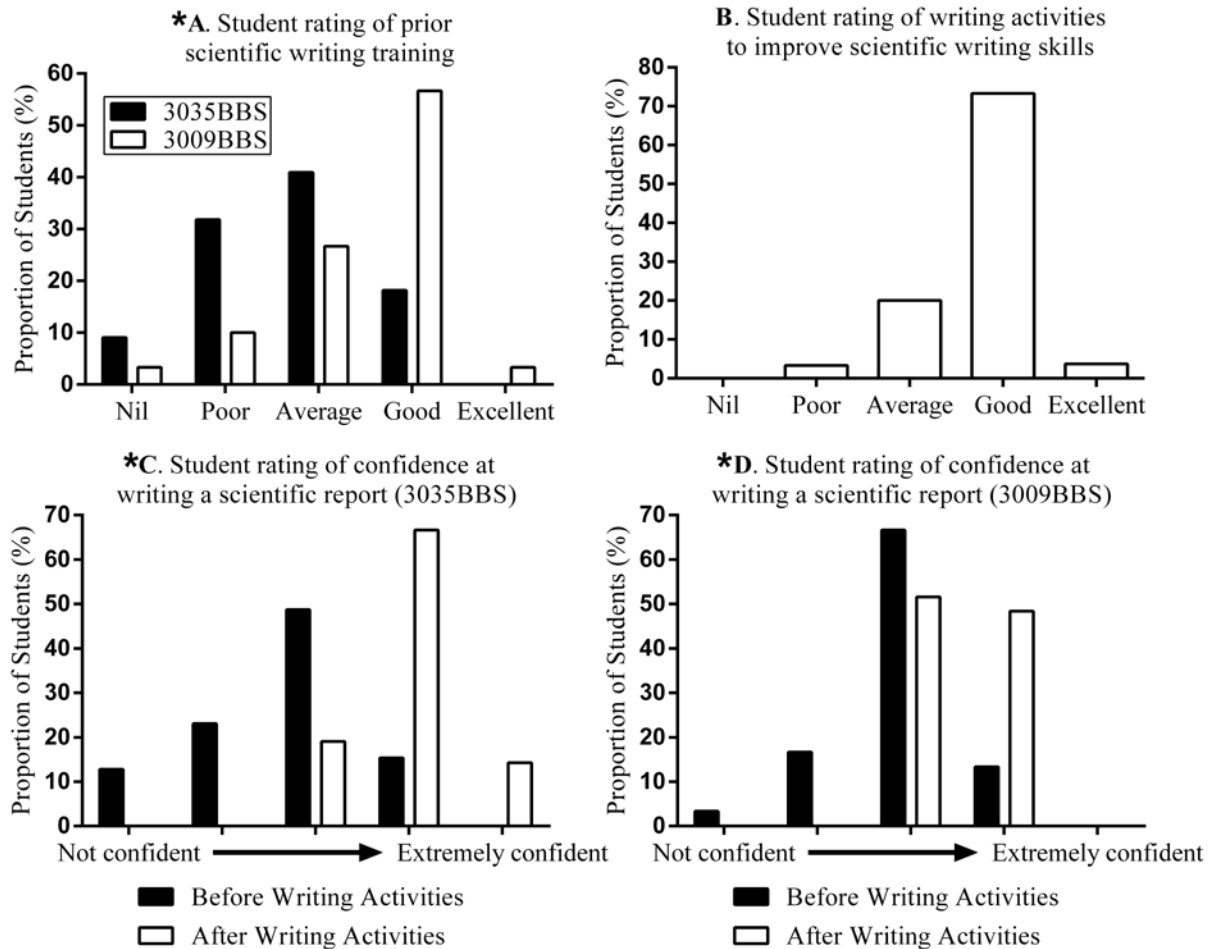 *A. Student rating of prior
scientific writing training
Proportion of Students (%)
60
50
40
30
20
10
0
3035BBS
3009BBS
Nil Poor Average Good Excellent
B. Student rating of writing activities
to improve scientific writing skills
Proportion of Students (%)
80
70
60
50
40
30
20
10
0
Nil Poor Average Good Excellent
*C. Student rating of confidence at
writing a scientific report (3035BBS)
Proportion of Students (%)
70
60
50
40
30
20
10
0
Not confident Extremely confident
Before Writing Activities
After Writing Activities
*D. Student rating of confidence at
writing a scientific report (3009BBS)
Proportion of Students (%)
70
60
50
40
30
20
10
0
Not confident Extremely confident
Before Writing Activities
After Writing Activities